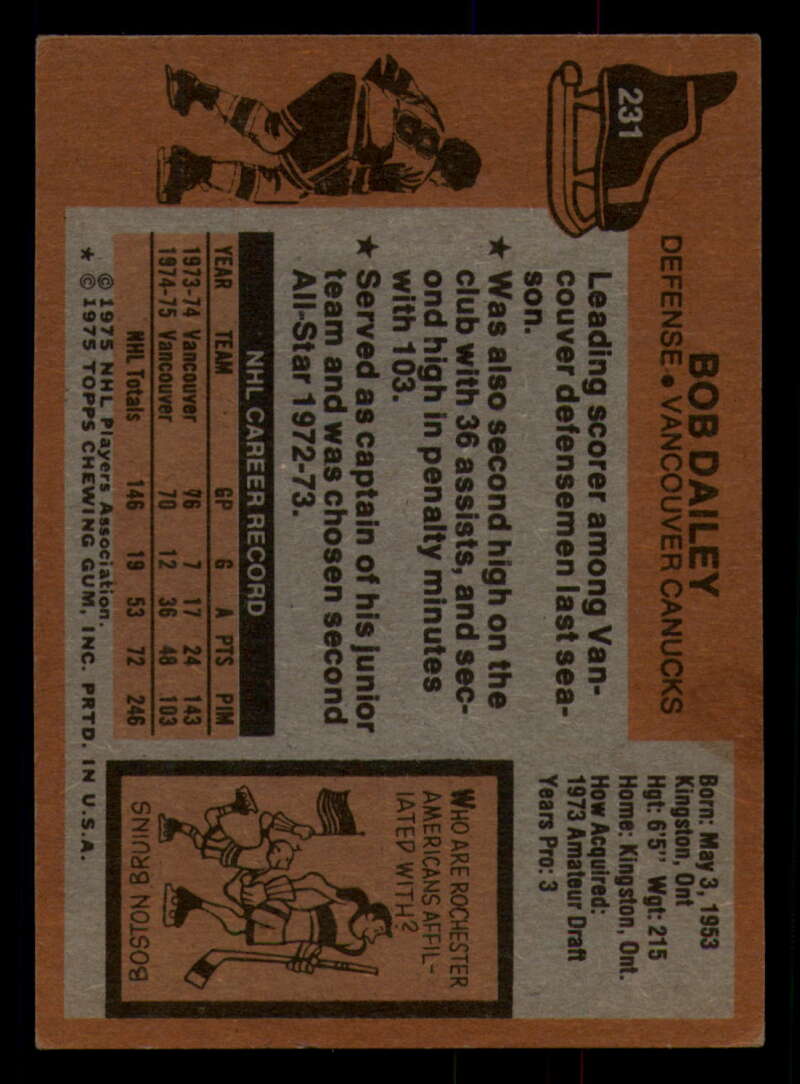 231
BOB DAILEY
DEFENSE • VANCOUVER CANUCKS
Leading scorer among Van-
couver defensemen last sea-
son.
★ Was also second high on the
club with 36 assists, and sec-
ond high in penalty minutes
with 103.
★ Served as captain of his junior
team and was chosen second
All-Star 1972-73.
NHL CAREER RECORD
YEAR TEAM GP G A PTS PIM
1973-74 Vancouver 76 7 17 24 143
1974-75 Vancouver 70 12 36 48 103
NHL Totals 146 19 53 72 246
© 1975 NHL Players Association.
★ © 1975 TOPPS CHEWING GUM, INC. PRTD. IN U.S.A.
Born: May 3, 1953
Kingston, Ont
Hgt: 6'5" Wgt: 215
Home: Kingston, Ont.
How Acquired:
1973 Amateur Draft
Years Pro: 3
WHO ARE ROCHESTER
AMERICANS AFFIL-
IATED WITH?
BOSTON BRUINS
8